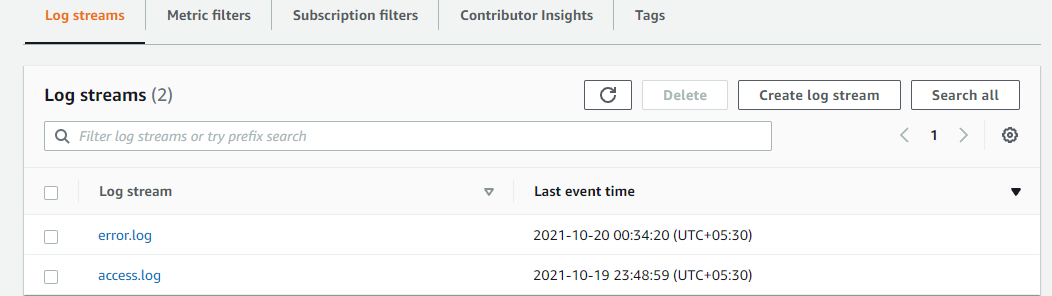 Log streams Metric filters Subscription filters Contributor Insights Tags
Log streams (2) Delete Create log stream Search all
Filter log streams or try prefix search 1
Log stream Last event time
error.log 2021-10-20 00:34:20 (UTC+05:30)
access.log 2021-10-19 23:48:59 (UTC+05:30)